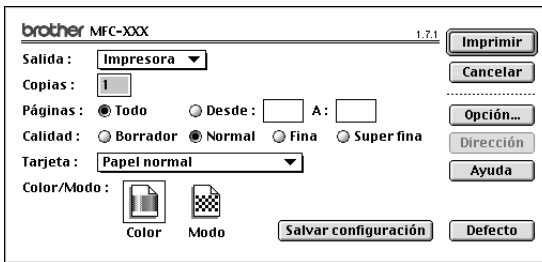 brother MFC-XXX 1.7.1 Imprimir
Salida : Impresora
Cancelar
Copias : 1
Páginas : Todo Desde : A : Opción...
Calidad : Borrador Normal Fina Super fina
Dirección
Tarjeta : Papel normal
Ayuda
Color/Modo :
Color Modo Salvar configuración Defecto